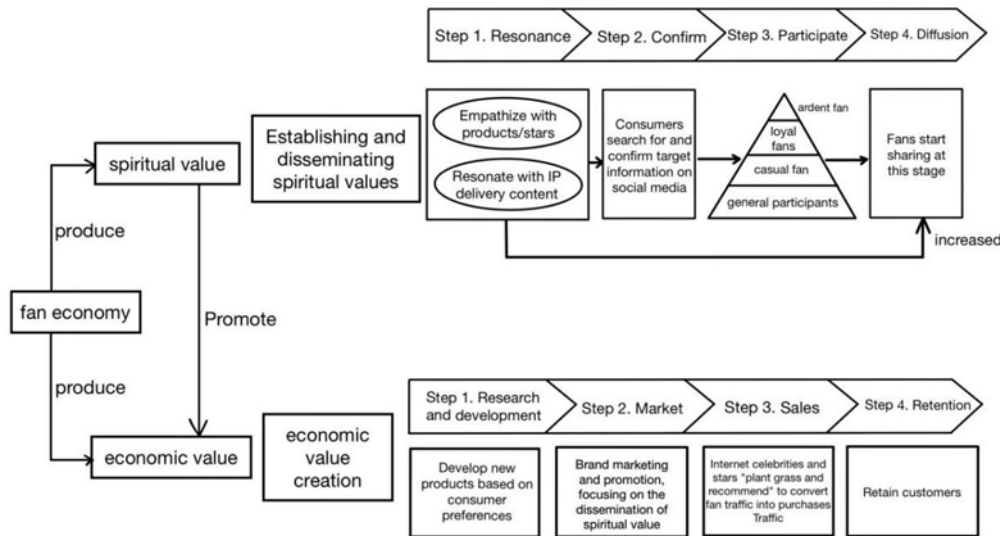 Step 1. Resonance
Step 2. Confirm
Step 3. Participate
Step 4. Diffusion
spiritual value
Establishing and
disseminating
spiritual values
Empathize with
products/stars
Resonate with IP
delivery content
Consumers
search for and
confirm target
information on
social media
ardent fan
loyal
fans
casual fan
general participants
Fans start
sharing at
this stage
increased
produce
fan economy
Promote
produce
economic value
economic
value
creation
Step 1. Research
and development
Step 2. Market
Step 3. Sales
Step 4. Retention
Develop new
products based on
consumer
preferences
Brand marketing
and promotion,
focusing on the
dissemination of
spiritual value
Internet celebrities and
stars "plant grass and
recommend" to convert
fan traffic into purchases
Traffic
Retain customers